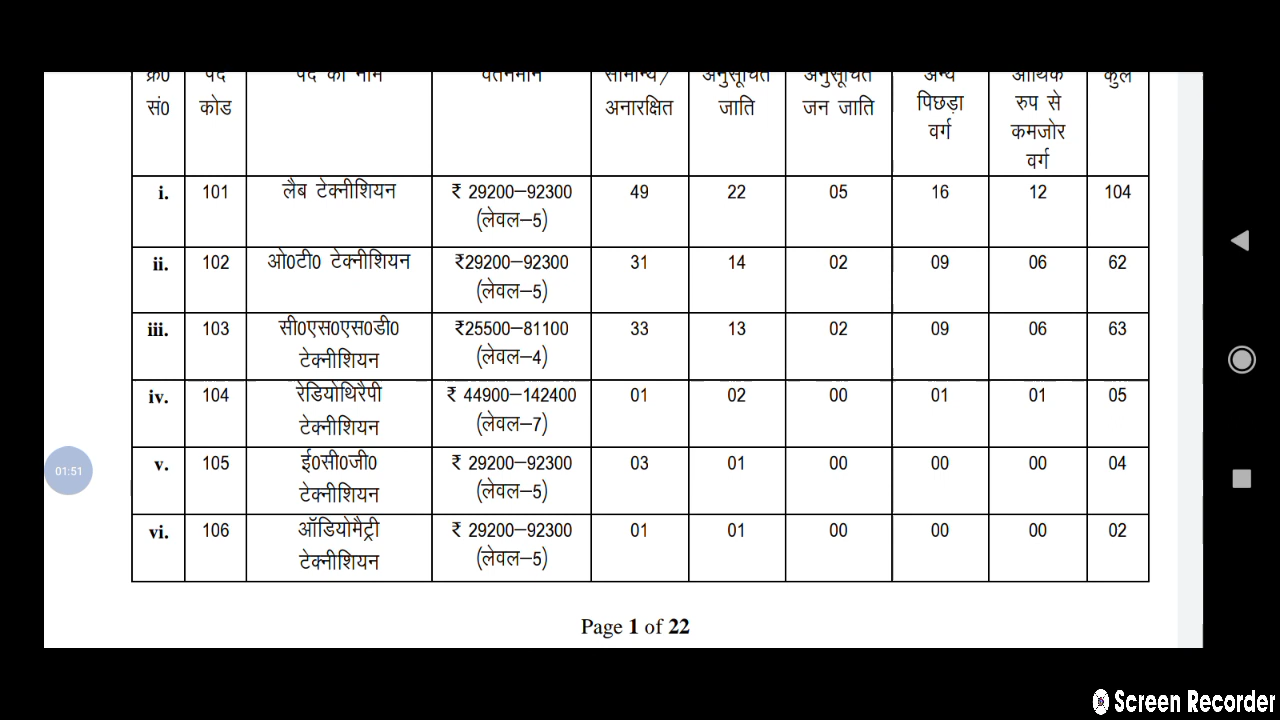 क्र0 पद पद का नाम वेतनमान सामान्य/ अनुसूचित अनुसूचित अन्य आर्थिक कुल
सं0 कोड अनारक्षित जाति जन जाति पिछड़ा रुप से
वर्ग कमजोर
वर्ग
i. 101 लैब टेक्नीशियन ₹ 29200–92300 49 22 05 16 12 104
(लेवल–5)
ii. 102 ओ0टी0 टेक्नीशियन ₹29200–92300 31 14 02 09 06 62
(लेवल–5)
iii. 103 सी0एस0एस0डी0 ₹25500–81100 33 13 02 09 06 63
टेक्नीशियन (लेवल–4)
iv. 104 रेडियोथिरैपी ₹ 44900–142400 01 02 00 01 01 05
टेक्नीशियन (लेवल–7)
v. 105 ई0सी0जी0 ₹ 29200–92300 03 01 00 00 00 04
टेक्नीशियन (लेवल–5)
01:51
vi. 106 ऑडियोमैट्री ₹ 29200–92300 01 01 00 00 00 02
टेक्नीशियन (लेवल–5)
Page 1 of 22
Screen Recorder